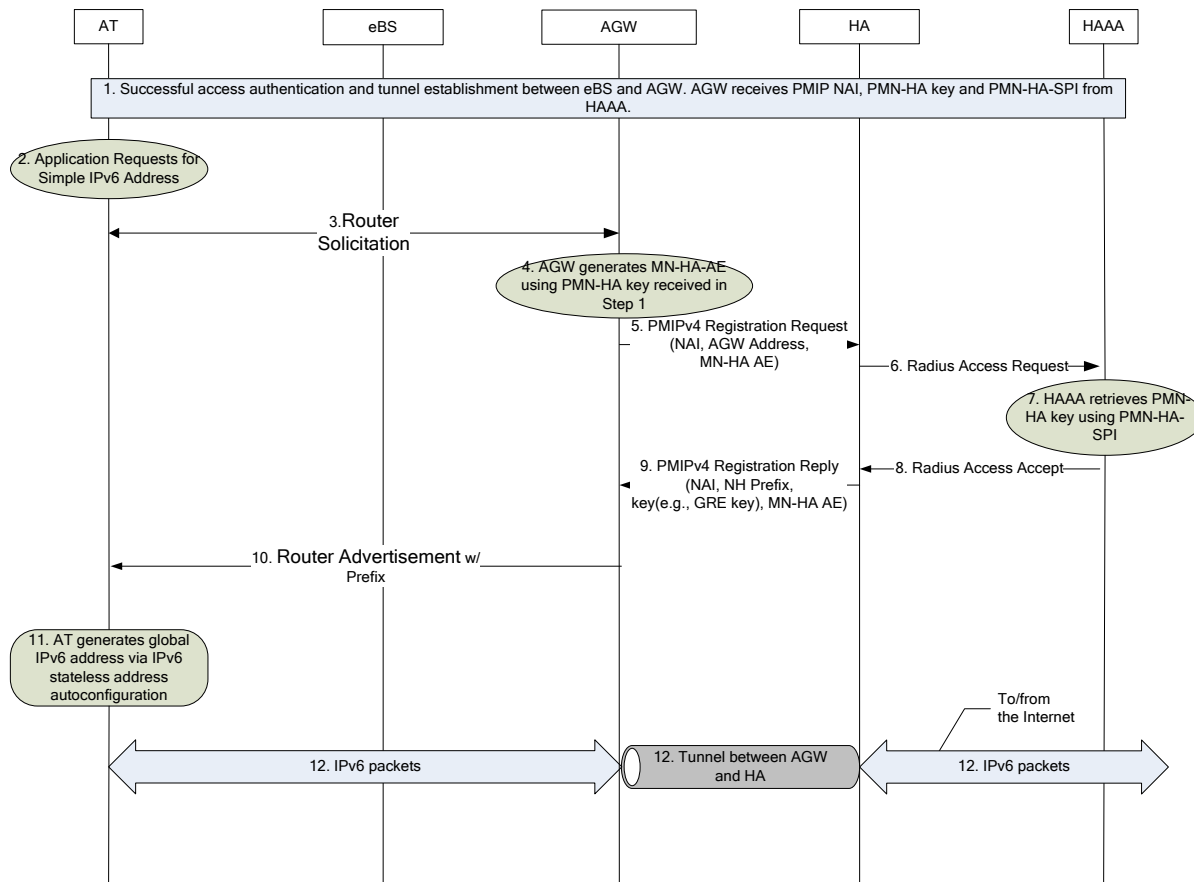 AT
eBS
AGW
HA
HAAA
1. Successful access authentication and tunnel establishment between eBS and AGW. AGW receives PMIP NAI, PMN-HA key and PMN-HA-SPI from
HAAA.
2. Application Requests for
Simple IPv6 Address
3.Router
Solicitation
4. AGW generates MN-HA-AE
using PMN-HA key received in
Step 1
5. PMIPv4 Registration Request
(NAI, AGW Address,
MN-HA AE)
6. Radius Access Request
7. HAAA retrieves PMN-
HA key using PMN-HA-
SPI
8. Radius Access Accept
9. PMIPv4 Registration Reply
(NAI, NH Prefix,
key(e.g., GRE key), MN-HA AE)
10. Router Advertisement w/
Prefix
11. AT generates global
IPv6 address via IPv6
stateless address
autoconfiguration
To/from
the Internet
12. IPv6 packets
12. Tunnel between AGW
and HA
12. IPv6 packets